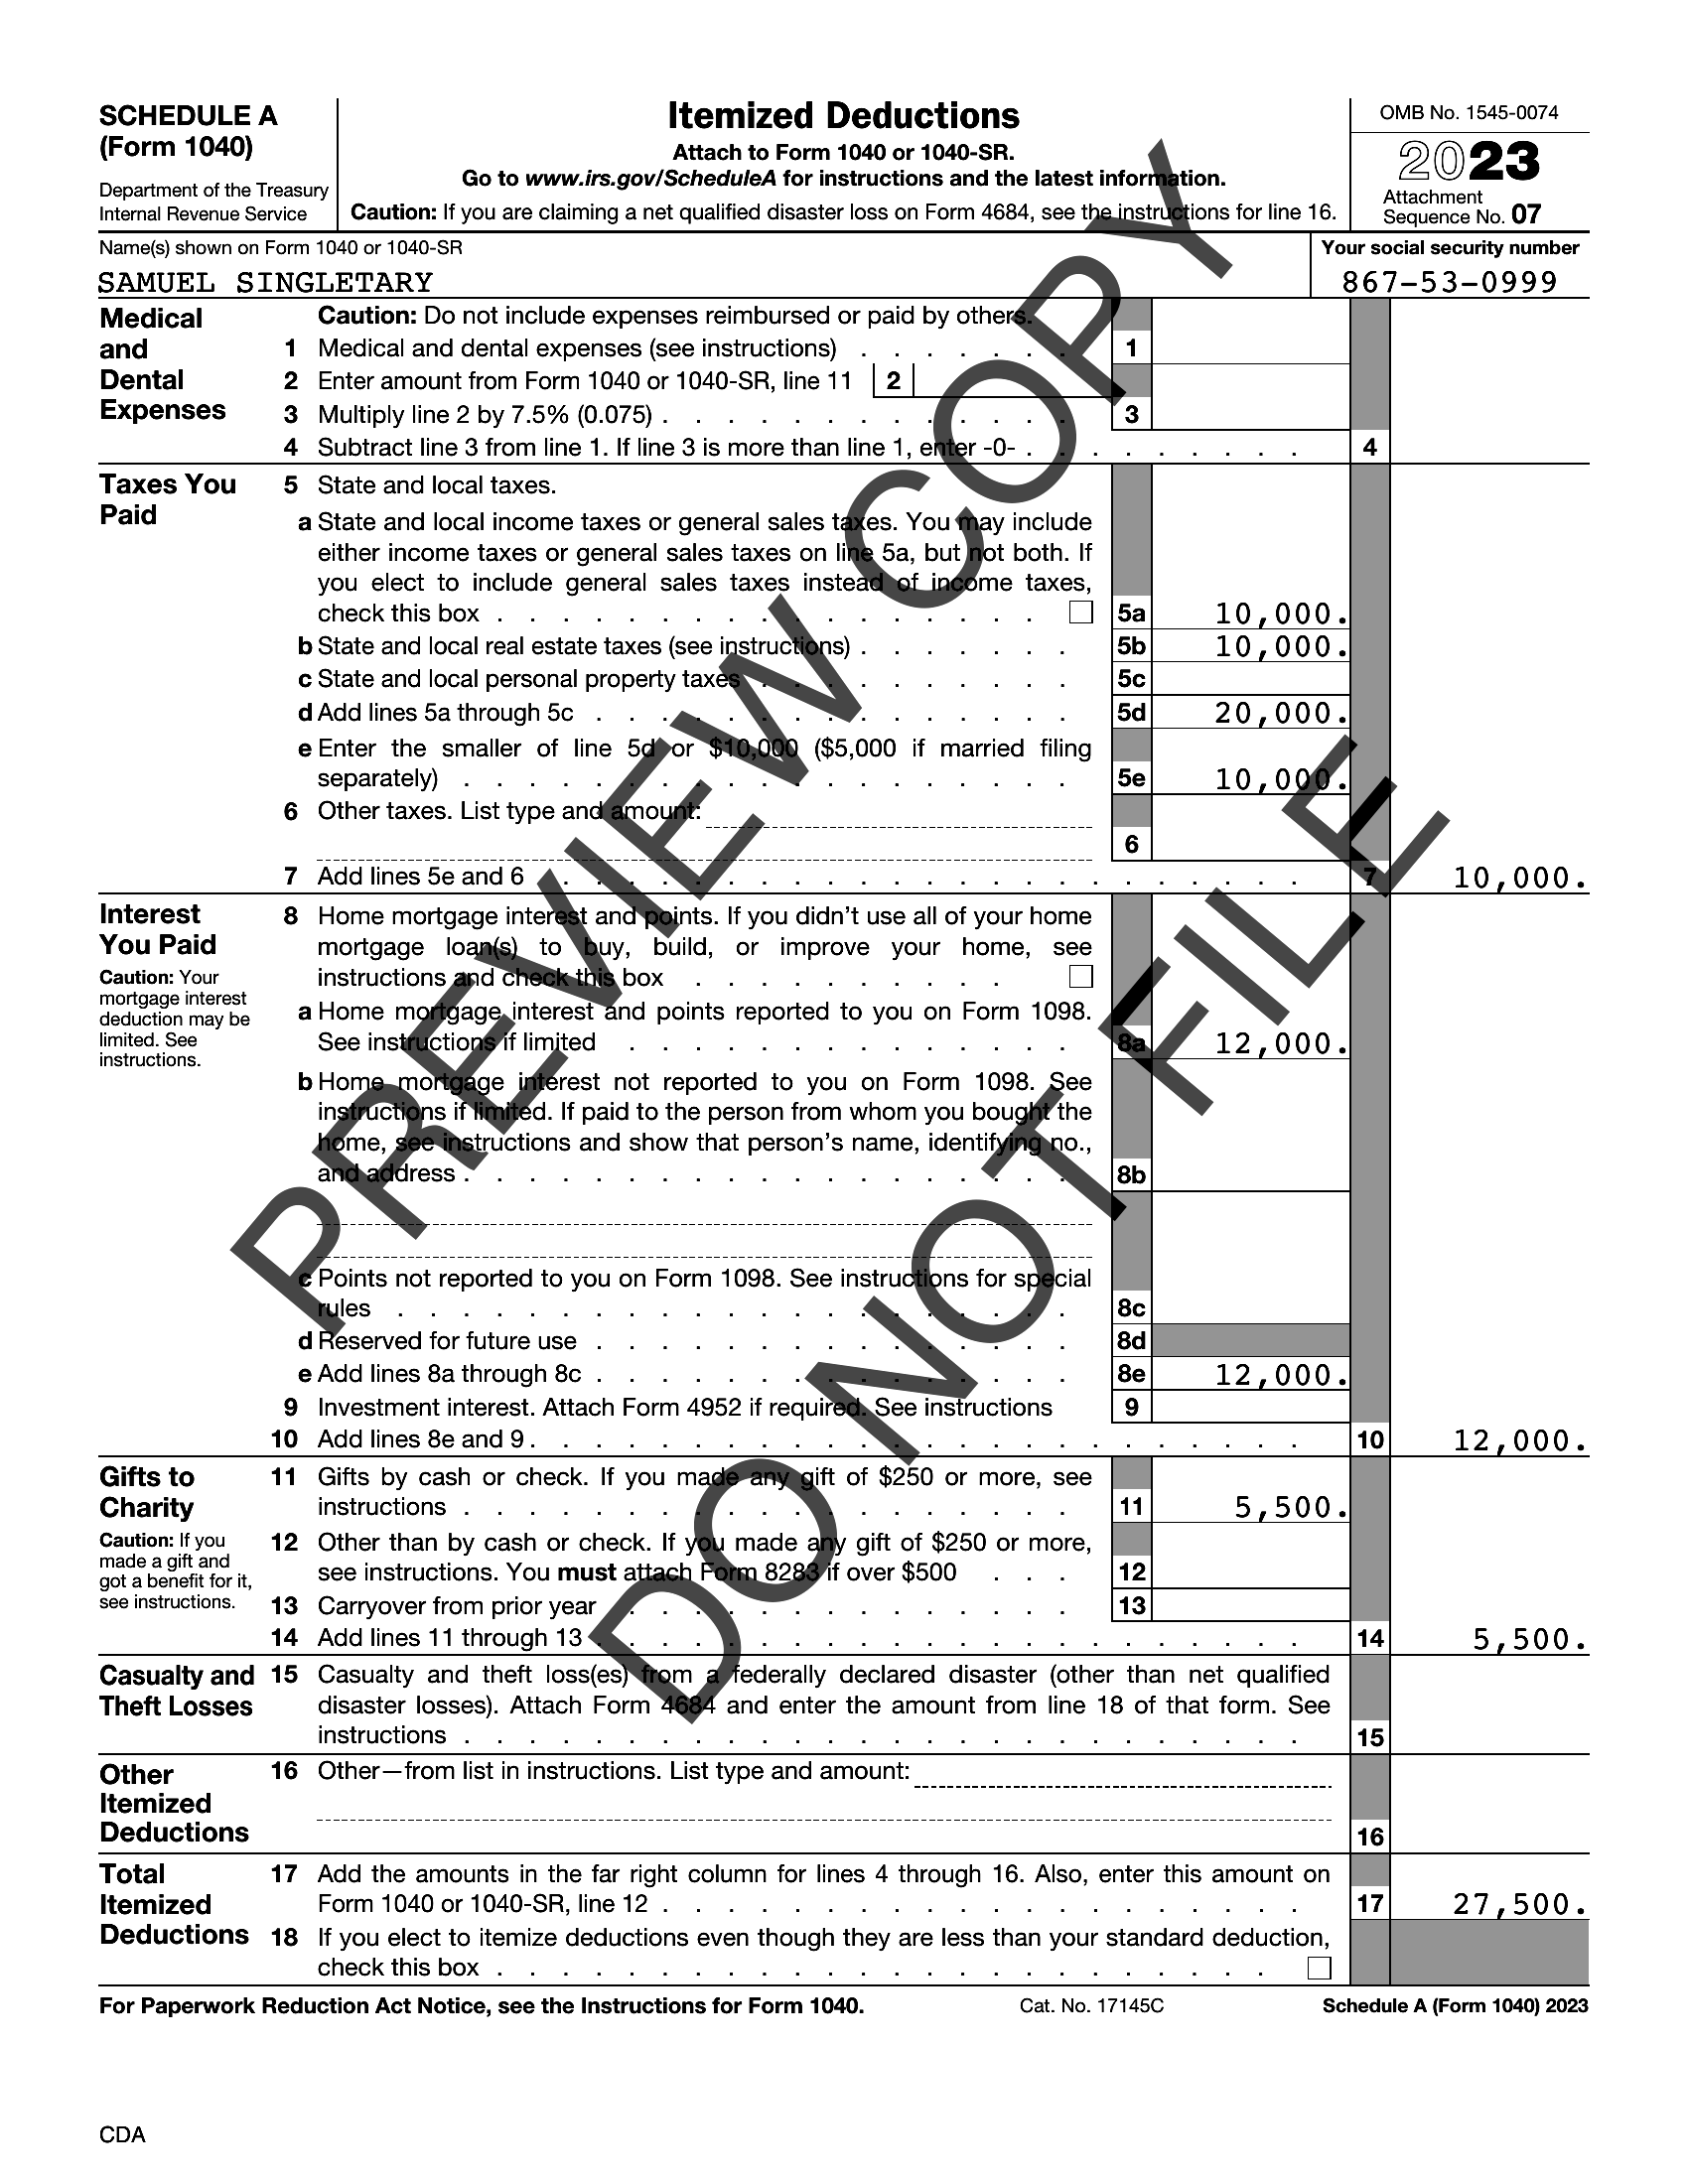 SCHEDULE A
(Form 1040)
Department of the Treasury
Internal Revenue Service
Itemized Deductions
Attach to Form 1040 or 1040-SR.
Go to www.irs.gov/ScheduleA for instructions and the latest information.
Caution: If you are claiming a net qualified disaster loss on Form 4684, see the instructions for line 16.
OMB No. 1545-0074
2023
Attachment
Sequence No. 07
Name(s) shown on Form 1040 or 1040-SR
Your social security number
SAMUEL SINGLETARY
867-53-0999
Medical
and
Dental
Expenses
Caution: Do not include expenses reimbursed or paid by others.
1 Medical and dental expenses (see instructions) . . . . . . . 1
2 Enter amount from Form 1040 or 1040-SR, line 11 2
3 Multiply line 2 by 7.5% (0.075) . . . . . . . . . . . . . 3
4 Subtract line 3 from line 1. If line 3 is more than line 1, enter -0- . . . . . . . . . 4
Taxes You
Paid
5 State and local taxes.
a State and local income taxes or general sales taxes. You may include
either income taxes or general sales taxes on line 5a, but not both. If
you elect to include general sales taxes instead of income taxes,
check this box . . . . . . . . . . . . . . . . . 5a 10,000.
b State and local real estate taxes (see instructions) . . . . . . . 5b 10,000.
c State and local personal property taxes . . . . . . . . . . 5c
d Add lines 5a through 5c . . . . . . . . . . . . . . . 5d 20,000.
e Enter the smaller of line 5d or $10,000 ($5,000 if married filing
separately) . . . . . . . . . . . . . . . . . . . 5e 10,000.
6 Other taxes. List type and amount:
6
7 Add lines 5e and 6 . . . . . . . . . . . . . . . . . . . . . . . 7 10,000.
Interest
You Paid
Caution: Your
mortgage interest
deduction may be
limited. See
instructions.
8 Home mortgage interest and points. If you didn’t use all of your home
mortgage loan(s) to buy, build, or improve your home, see
instructions and check this box . . . . . . . . . .
a Home mortgage interest and points reported to you on Form 1098.
See instructions if limited . . . . . . . . . . . . . . 8a 12,000.
b Home mortgage interest not reported to you on Form 1098. See
instructions if limited. If paid to the person from whom you bought the
home, see instructions and show that person’s name, identifying no.,
and address . . . . . . . . . . . . . . . . . . . 8b
c Points not reported to you on Form 1098. See instructions for special
rules . . . . . . . . . . . . . . . . . . . . . 8c
d Reserved for future use . . . . . . . . . . . . . . . 8d
e Add lines 8a through 8c . . . . . . . . . . . . . . . 8e 12,000.
9 Investment interest. Attach Form 4952 if required. See instructions 9
10 Add lines 8e and 9 . . . . . . . . . . . . . . . . . . . . . . . . 10 12,000.
Gifts to
Charity
Caution: If you
made a gift and
got a benefit for it,
see instructions.
11 Gifts by cash or check. If you made any gift of $250 or more, see
instructions . . . . . . . . . . . . . . . . . . . 11 5,500.
12 Other than by cash or check. If you made any gift of $250 or more,
see instructions. You must attach Form 8283 if over $500 . . . 12
13 Carryover from prior year . . . . . . . . . . . . . . 13
14 Add lines 11 through 13 . . . . . . . . . . . . . . . . . . . . . . 14 5,500.
Casualty and
Theft Losses
15 Casualty and theft loss(es) from a federally declared disaster (other than net qualified
disaster losses). Attach Form 4684 and enter the amount from line 18 of that form. See
instructions . . . . . . . . . . . . . . . . . . . . . . . . . . 15
Other
Itemized
Deductions
16 Other—from list in instructions. List type and amount:
16
Total
Itemized
Deductions
17 Add the amounts in the far right column for lines 4 through 16. Also, enter this amount on
Form 1040 or 1040-SR, line 12 . . . . . . . . . . . . . . . . . . . . 17 27,500.
18 If you elect to itemize deductions even though they are less than your standard deduction,
check this box . . . . . . . . . . . . . . . . . . . . . . . .
For Paperwork Reduction Act Notice, see the Instructions for Form 1040.
Cat. No. 17145C
Schedule A (Form 1040) 2023
CDA
PREVIEW COPY
DO NOT FILE